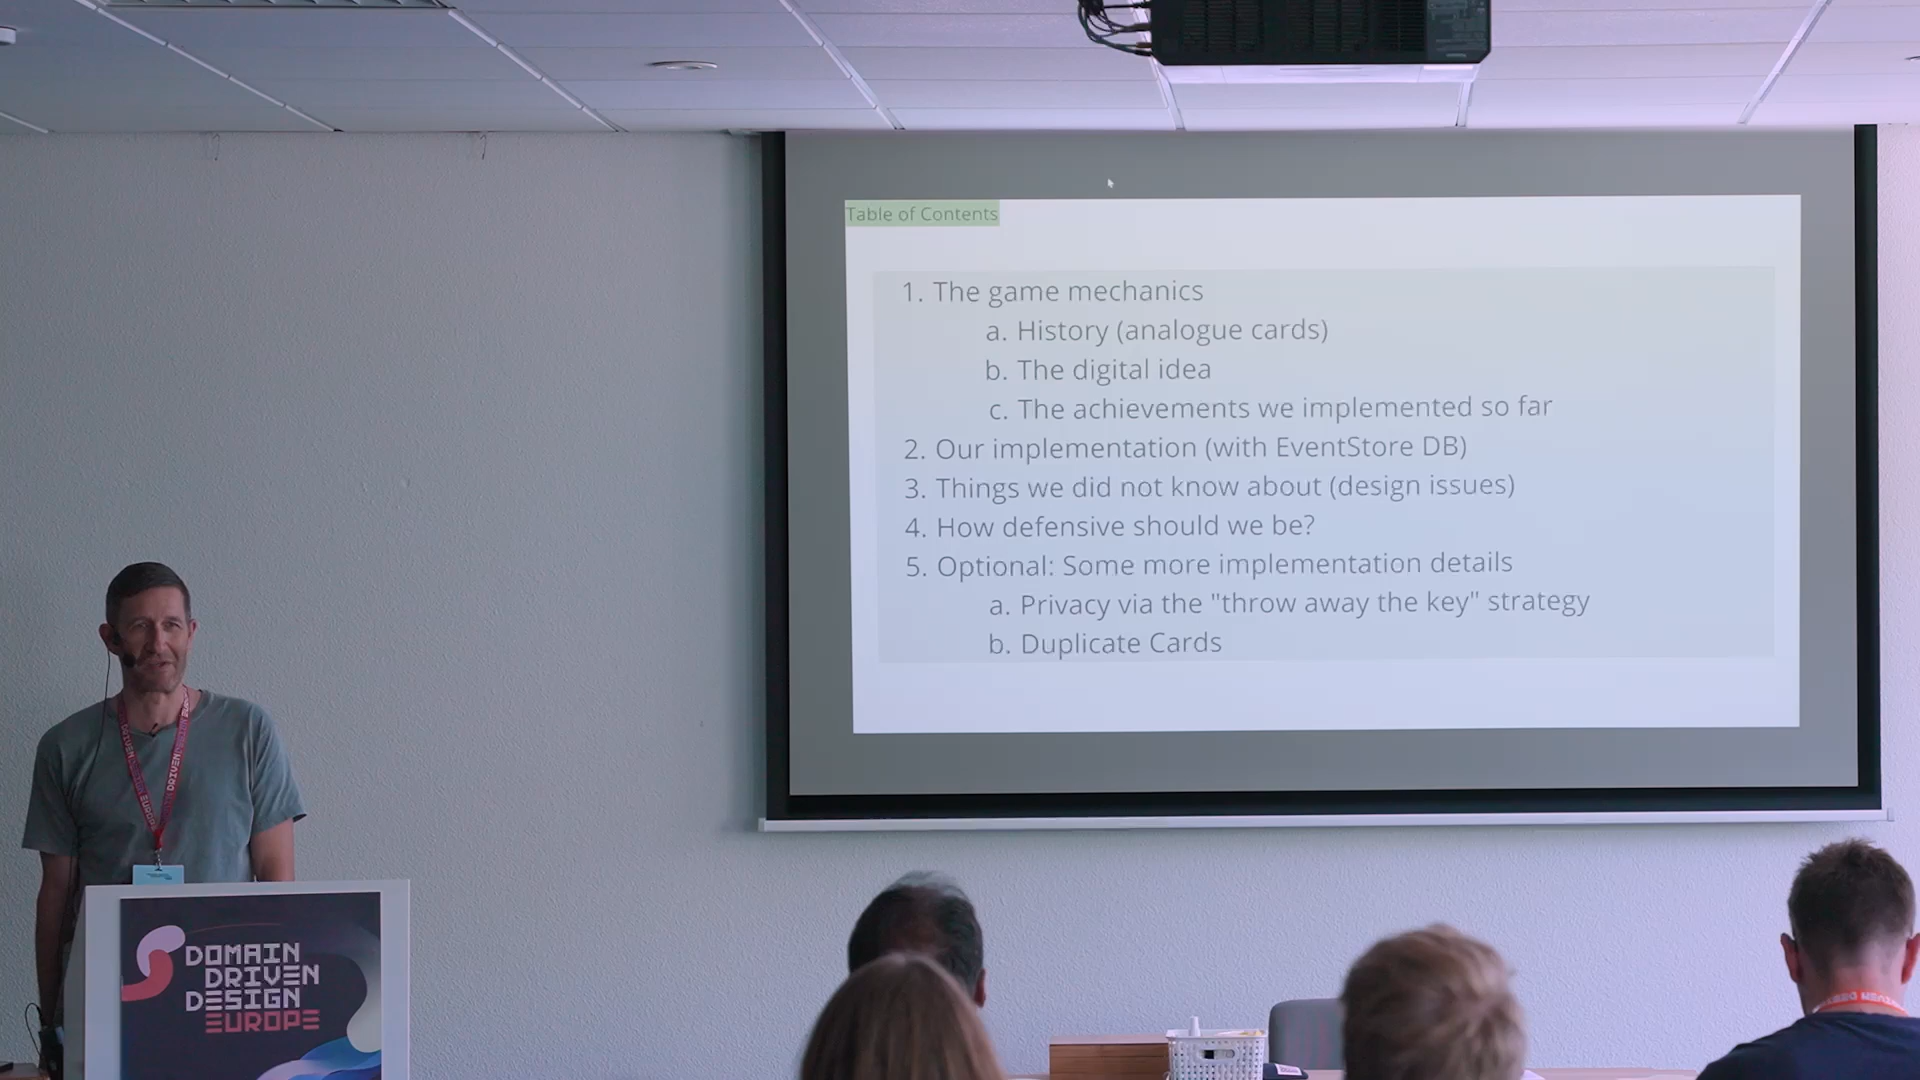 Table of Contents
1. The game mechanics
a. History (analogue cards)
b. The digital idea
c. The achievements we implemented so far
2. Our implementation (with EventStore DB)
3. Things we did not know about (design issues)
4. How defensive should we be?
5. Optional: Some more implementation details
a. Privacy via the "throw away the key" strategy
b. Duplicate Cards
DOMAIN
DRIVEN
DESIGN
EUROPE